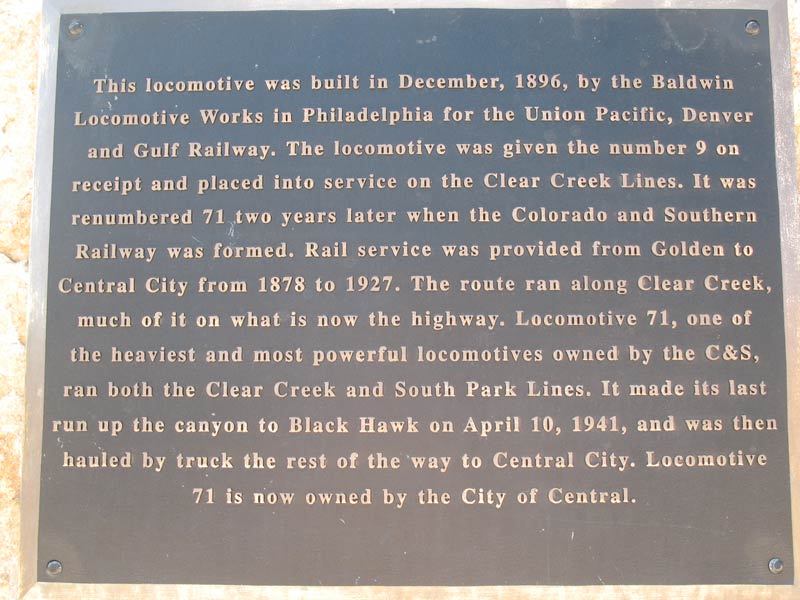 This locomotive was built in December, 1896, by the Baldwin
Locomotive Works in Philadelphia for the Union Pacific, Denver
and Gulf Railway. The locomotive was given the number 9 on
receipt and placed into service on the Clear Creek Lines. It was
renumbered 71 two years later when the Colorado and Southern
Railway was formed. Rail service was provided from Golden to
Central City from 1878 to 1927. The route ran along Clear Creek,
much of it on what is now the highway. Locomotive 71, one of
the heaviest and most powerful locomotives owned by the C&S,
ran both the Clear Creek and South Park Lines. It made its last
run up the canyon to Black Hawk on April 10, 1941, and was then
hauled by truck the rest of the way to Central City. Locomotive
71 is now owned by the City of Central.